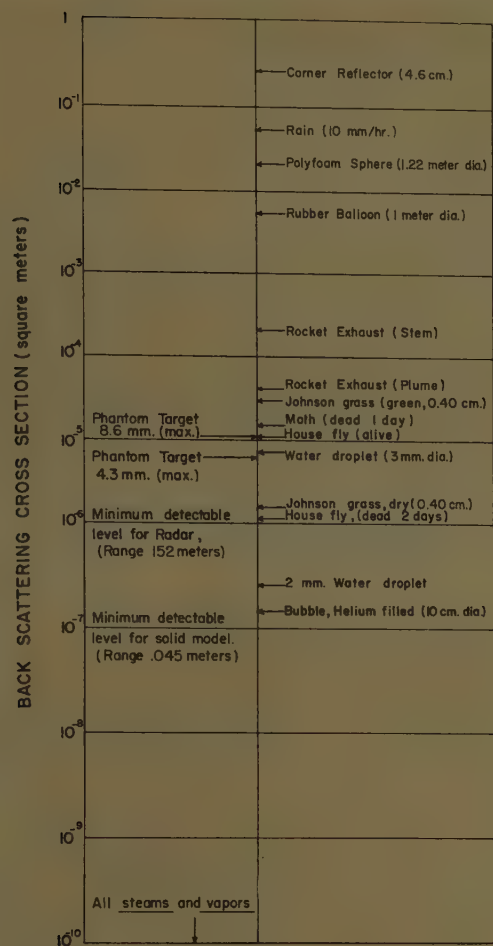 BACK SCATTERING CROSS SECTION (square meters)
1
10⁻¹
10⁻²
10⁻³
10⁻⁴
10⁻⁵
10⁻⁶
10⁻⁷
10⁻⁸
10⁻⁹
10⁻¹⁰
Phantom Target
8.6 mm. (max.)
Phantom Target
4.3 mm. (max.)
Minimum detectable
level for Radar,
(Range 152 meters)
Minimum detectable
level for solid model.
(Range .045 meters)
All steams and vapors
Corner Reflector (4.6 cm.)
Rain (10 mm/hr.)
Polyfoam Sphere (1.22 meter dia.)
Rubber Balloon (1 meter dia.)
Rocket Exhaust (Stem)
Rocket Exhaust (Plume)
Johnson grass (green, 0.40 cm.)
Moth (dead 1 day)
House fly (alive)
Water droplet (3 mm. dia.)
Johnson grass, dry (0.40 cm.)
House fly, (dead 2 days)
2 mm. Water droplet
Bubble, Helium filled (10 cm. dia.)